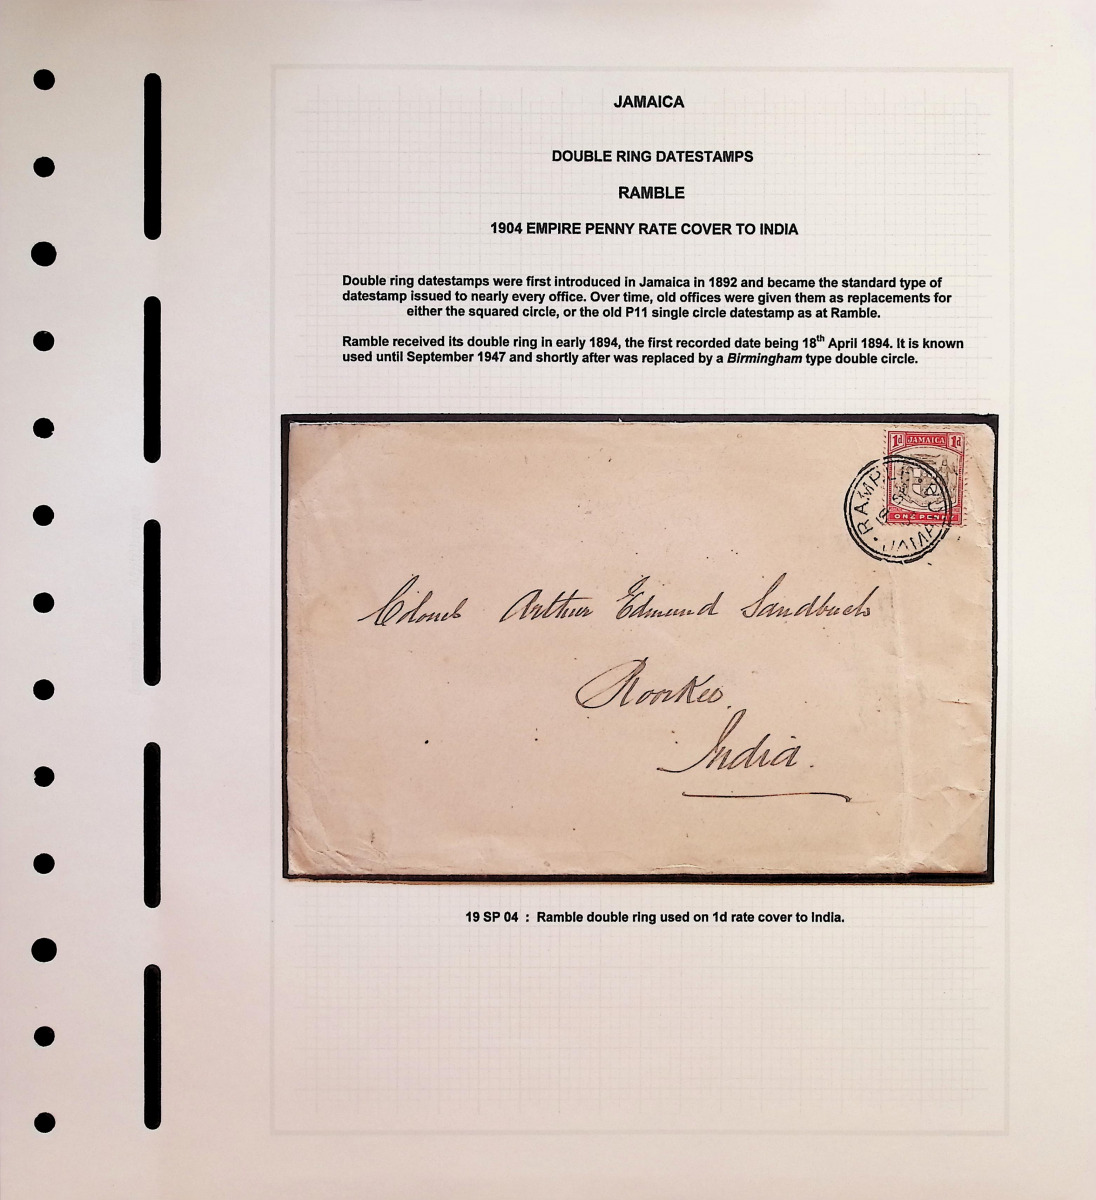 JAMAICA
DOUBLE RING DATESTAMPS
RAMBLE
1904 EMPIRE PENNY RATE COVER TO INDIA
Double ring datestamps were first introduced in Jamaica in 1892 and became the standard type of
datestamp issued to nearly every office. Over time, old offices were given them as replacements for
either the squared circle, or the old P11 single circle datestamp as at Ramble.
Ramble received its double ring in early 1894, the first recorded date being 18th April 1894. It is known
used until September 1947 and shortly after was replaced by a Birmingham type double circle.
1d JAMAICA 1d
ONE PENNY
Colonel Arthur Edmund Sandbach
Roorkee
India.
19 SP 04 : Ramble double ring used on 1d rate cover to India.